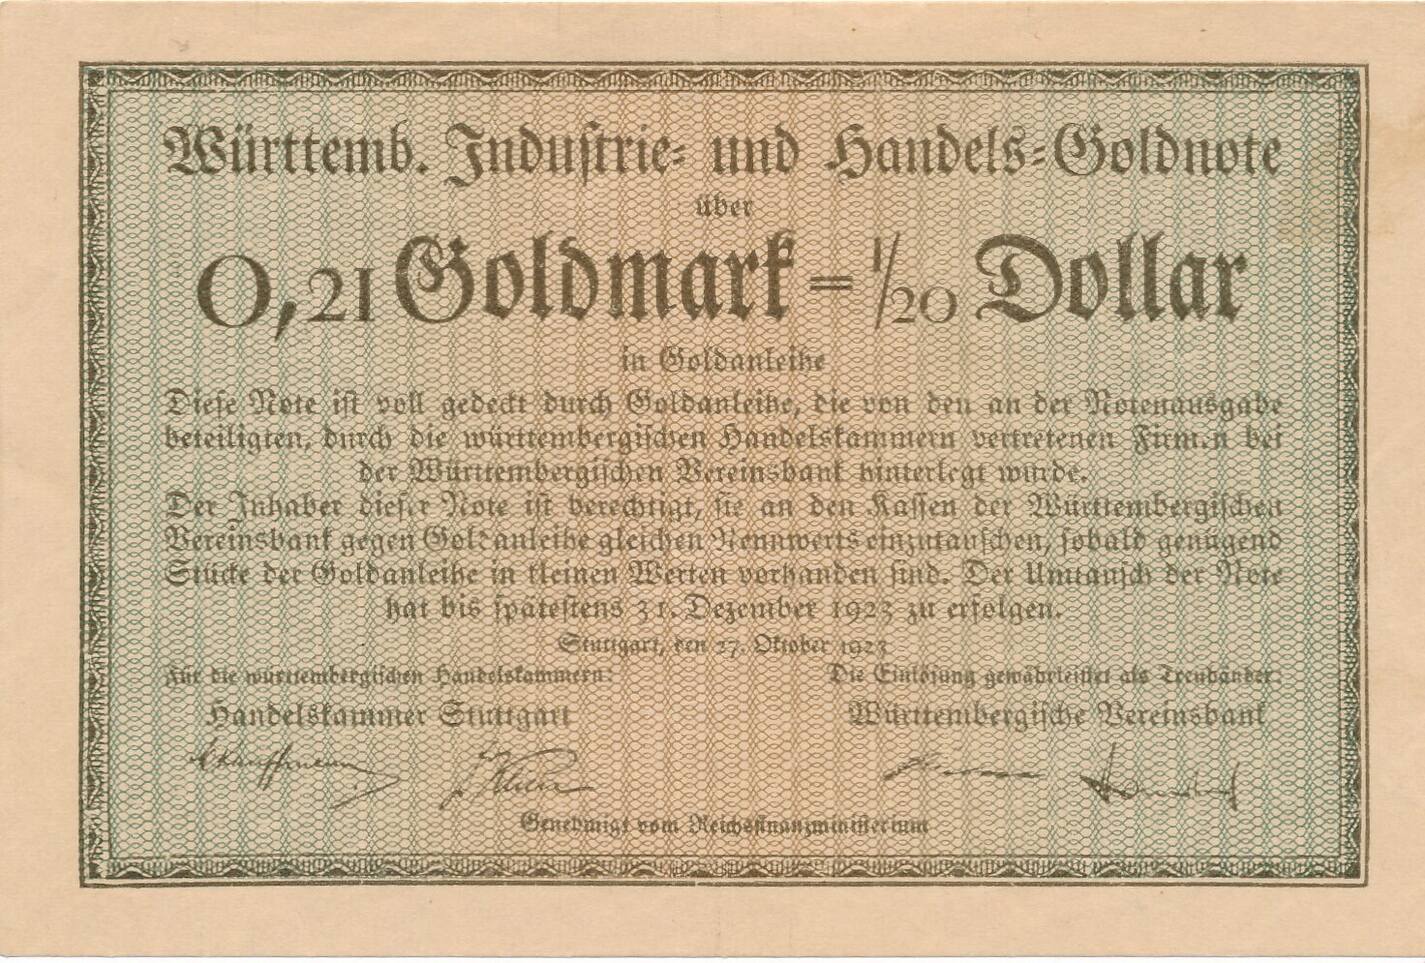 Württemb. Industrie- und Handels-Goldnote
über
0,21 Goldmark = 1/20 Dollar
in Goldanleihe
Diese Note ist voll gedeckt durch Goldanleihe, die von den an der Notenausgabe
beteiligten, durch die württembergischen Handelskammern vertretenen Firmen bei
der Württembergischen Vereinsbank hinterlegt wurde.
Der Inhaber dieser Note ist berechtigt, sie an den Kassen der Württembergischen
Vereinsbank gegen Goldanleihe gleichen Nennwerts einzutauschen, sobald genügend
Stücke der Goldanleihe in kleinen Werten vorhanden sind. Der Umtausch der Note
hat bis spätestens 31. Dezember 1923 zu erfolgen.
Stuttgart, den 27. Oktober 1923
Für die württembergischen Handelskammern:
Handelskammer Stuttgart
Die Einlösung gewährleistet als Treuhänder:
Württembergische Vereinsbank
Genehmigt vom Reichsfinanzministerium